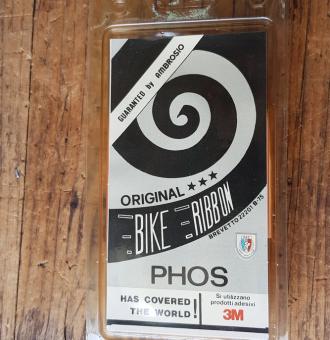 GUARANTED by AMBROSIO
ORIGINAL ★★★
BIKE RIBBON
BREVETTO 22201 B-75
PHOS
HAS COVERED
THE WORLD!
Si utilizzano
prodotti adesivi
3M